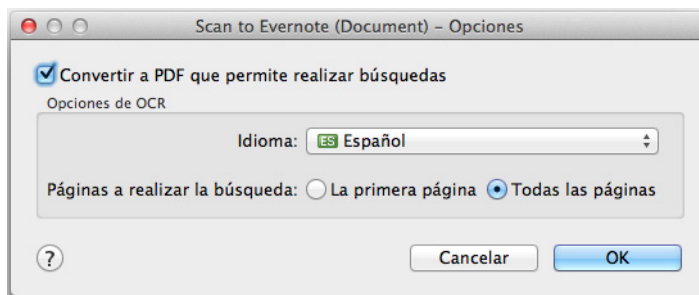 Scan to Evernote (Document) – Opciones
Convertir a PDF que permite realizar búsquedas
Opciones de OCR
Idioma: ES Español
Páginas a realizar la búsqueda: La primera página Todas las páginas
? Cancelar OK